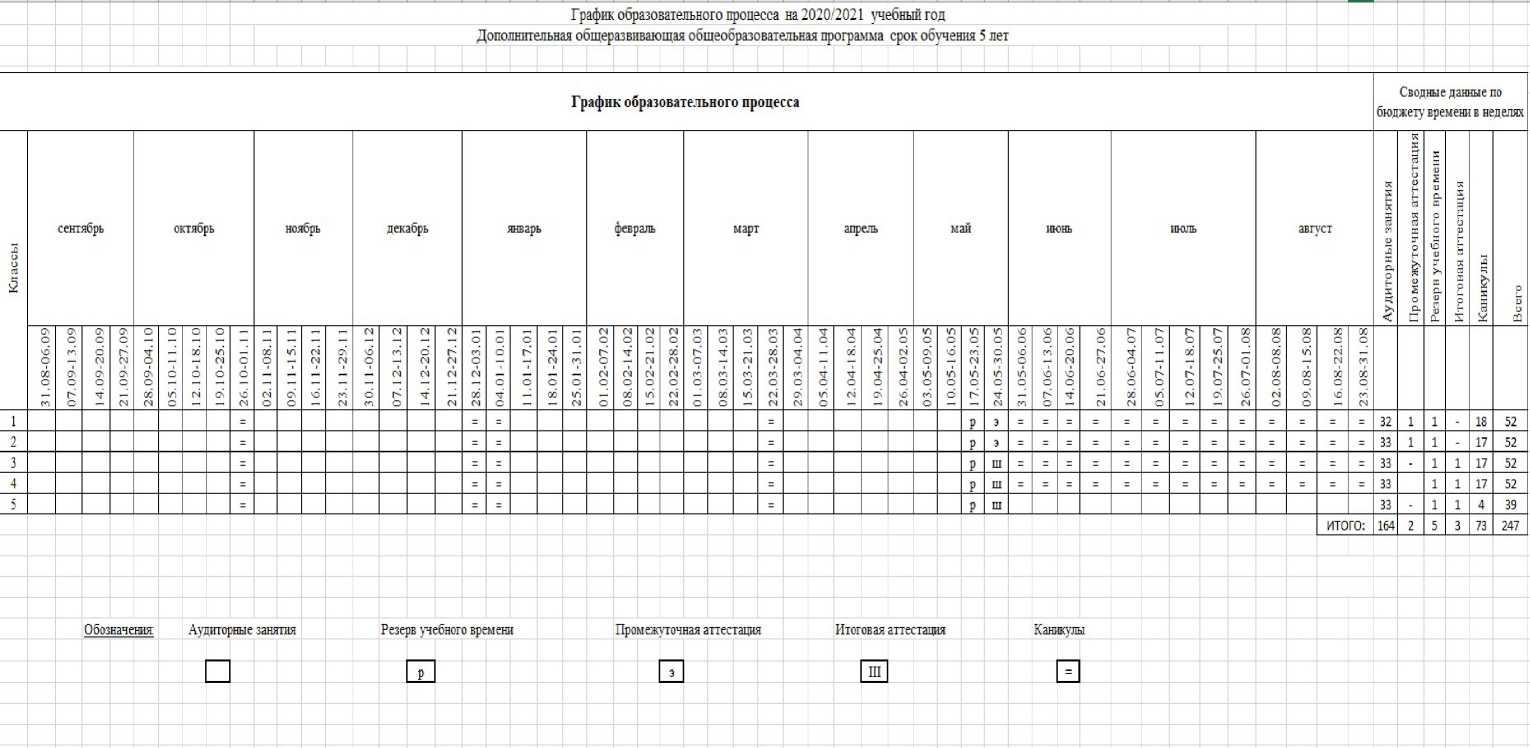 График образовательного процесса на 2020/2021 учебный год
Дополнительная общеразвивающая общеобразовательная программа срок обучения 5 лет
График образовательного процесса
Сводные данные по
бюджету времени в неделях
Классы сентябрь октябрь ноябрь декабрь январь февраль март апрель май июнь июль август Аудиторные занятия Промежуточная аттестация Резерв учебного времени Итоговая аттестация Каникулы Всего
31.08-06.09 07.09-13.09 14.09-20.09 21.09-27.09 28.09-04.10 05.10-11.10 12.10-18.10 19.10-25.10 26.10-01.11 02.11-08.11 09.11-15.11 16.11-22.11 23.11-29.11 30.11-06.12 07.12-13.12 14.12-20.12 21.12-27.12 28.12-03.01 04.01-10.01 11.01-17.01 18.01-24.01 25.01-31.01 01.02-07.02 08.02-14.02 15.02-21.02 22.02-28.02 01.03-07.03 08.03-14.03 15.03-21.03 22.03-28.03 29.03-04.04 05.04-11.04 12.04-18.04 19.04-25.04 26.04-02.05 03.05-09.05 10.05-16.05 17.05-23.05 24.05-30.05 31.05-06.06 07.06-13.06 14.06-20.06 21.06-27.06 28.06-04.07 05.07-11.07 12.07-18.07 19.07-25.07 26.07-01.08 02.08-08.08 09.08-15.08 16.08-22.08 23.08-31.08
1 = = = = р э = = = = = = = = = = = = = 32 1 1 - 18 52
2 = = = = р э = = = = = = = = = = = = = 33 1 1 - 17 52
3 = = = = р ш = = = = = = = = = = = = = 33 - 1 1 17 52
4 = = = = р ш = = = = = = = = = = = = = 33 1 1 17 52
5 = = = = р ш 33 - 1 1 4 39
ИТОГО: 164 2 5 3 73 247
Обозначения: Аудиторные занятия Резерв учебного времени Промежуточная аттестация Итоговая аттестация Каникулы
р э III =